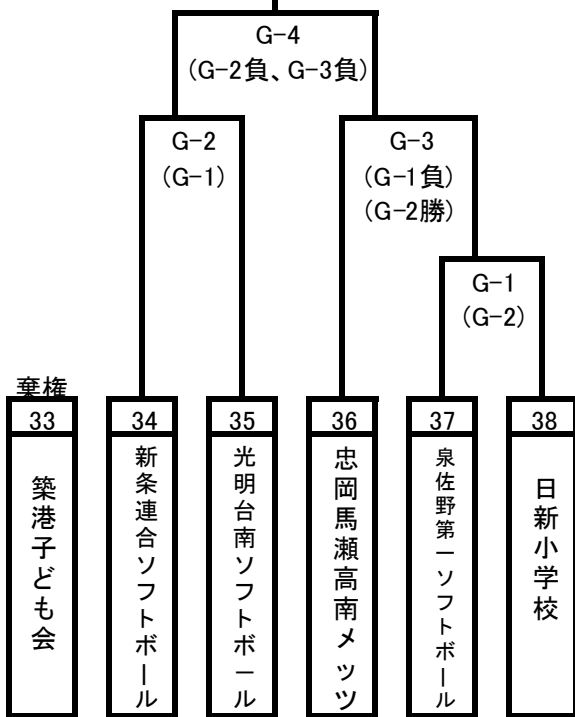 G-4
(G-2負、G-3負)
G-2
(G-1)
G-3
(G-1負)
(G-2勝)
G-1
(G-2)
棄権
33
34
35
36
37
38
築港子ども会
新条連合ソフトボール
光明台南ソフトボール
忠岡馬瀬高南メッツ
泉佐野第一ソフトボール
日新小学校